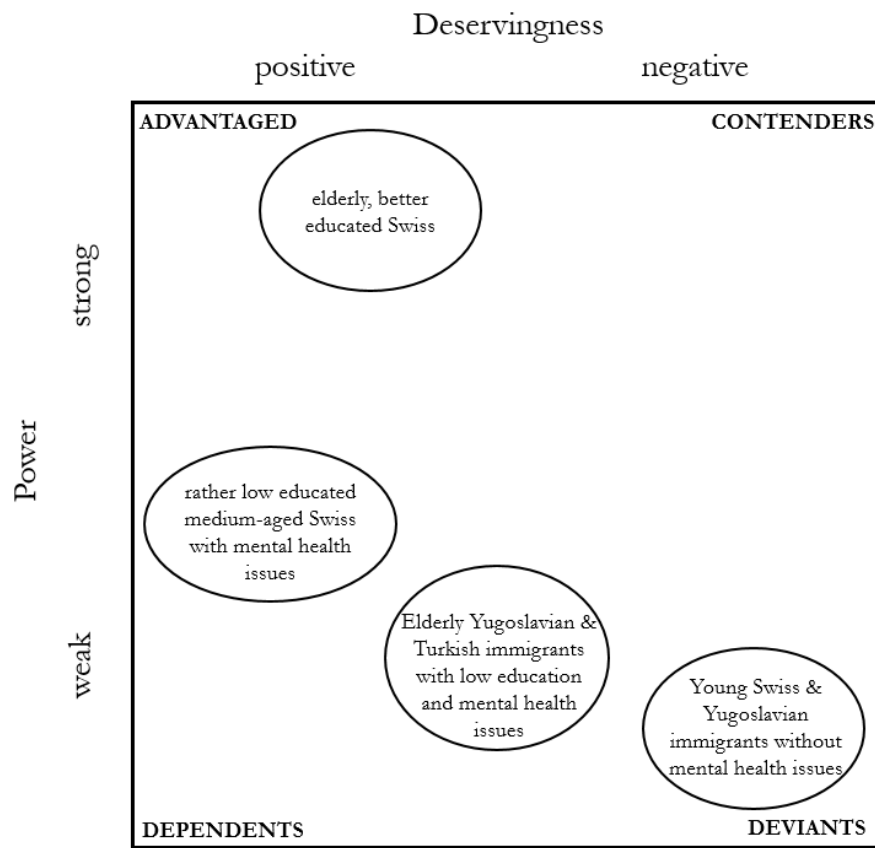 Deservingness
positive negative
ADVANTAGED CONTENDERS
elderly, better
educated Swiss
strong
Power
rather low educated
medium-aged Swiss
with mental health
issues
weak
Elderly Yugoslavian &
Turkish immigrants
with low education
and mental health
issues
Young Swiss &
Yugoslavian
immigrants without
mental health issues
DEPENDENTS DEVIANTS